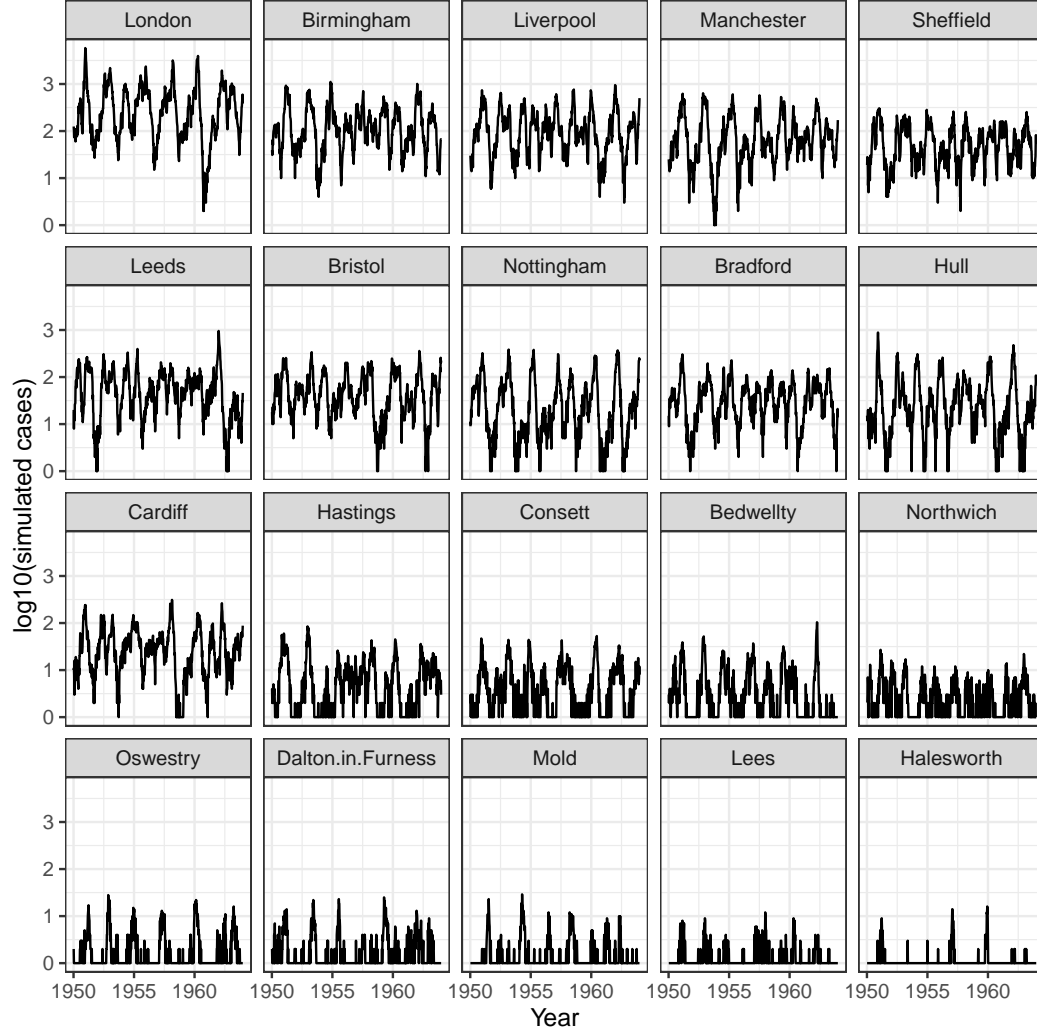 London Birmingham Liverpool Manchester Sheffield
3
2
1
0
Leeds Bristol Nottingham Bradford Hull
3
2
1
0
Cardiff Hastings Consett Bedwellty Northwich
3
2
1
0
Oswestry Dalton.in.Furness Mold Lees Halesworth
3
2
1
0
1950 1955 1960 1950 1955 1960 1950 1955 1960 1950 1955 1960 1950 1955 1960
Year
log10(simulated cases)